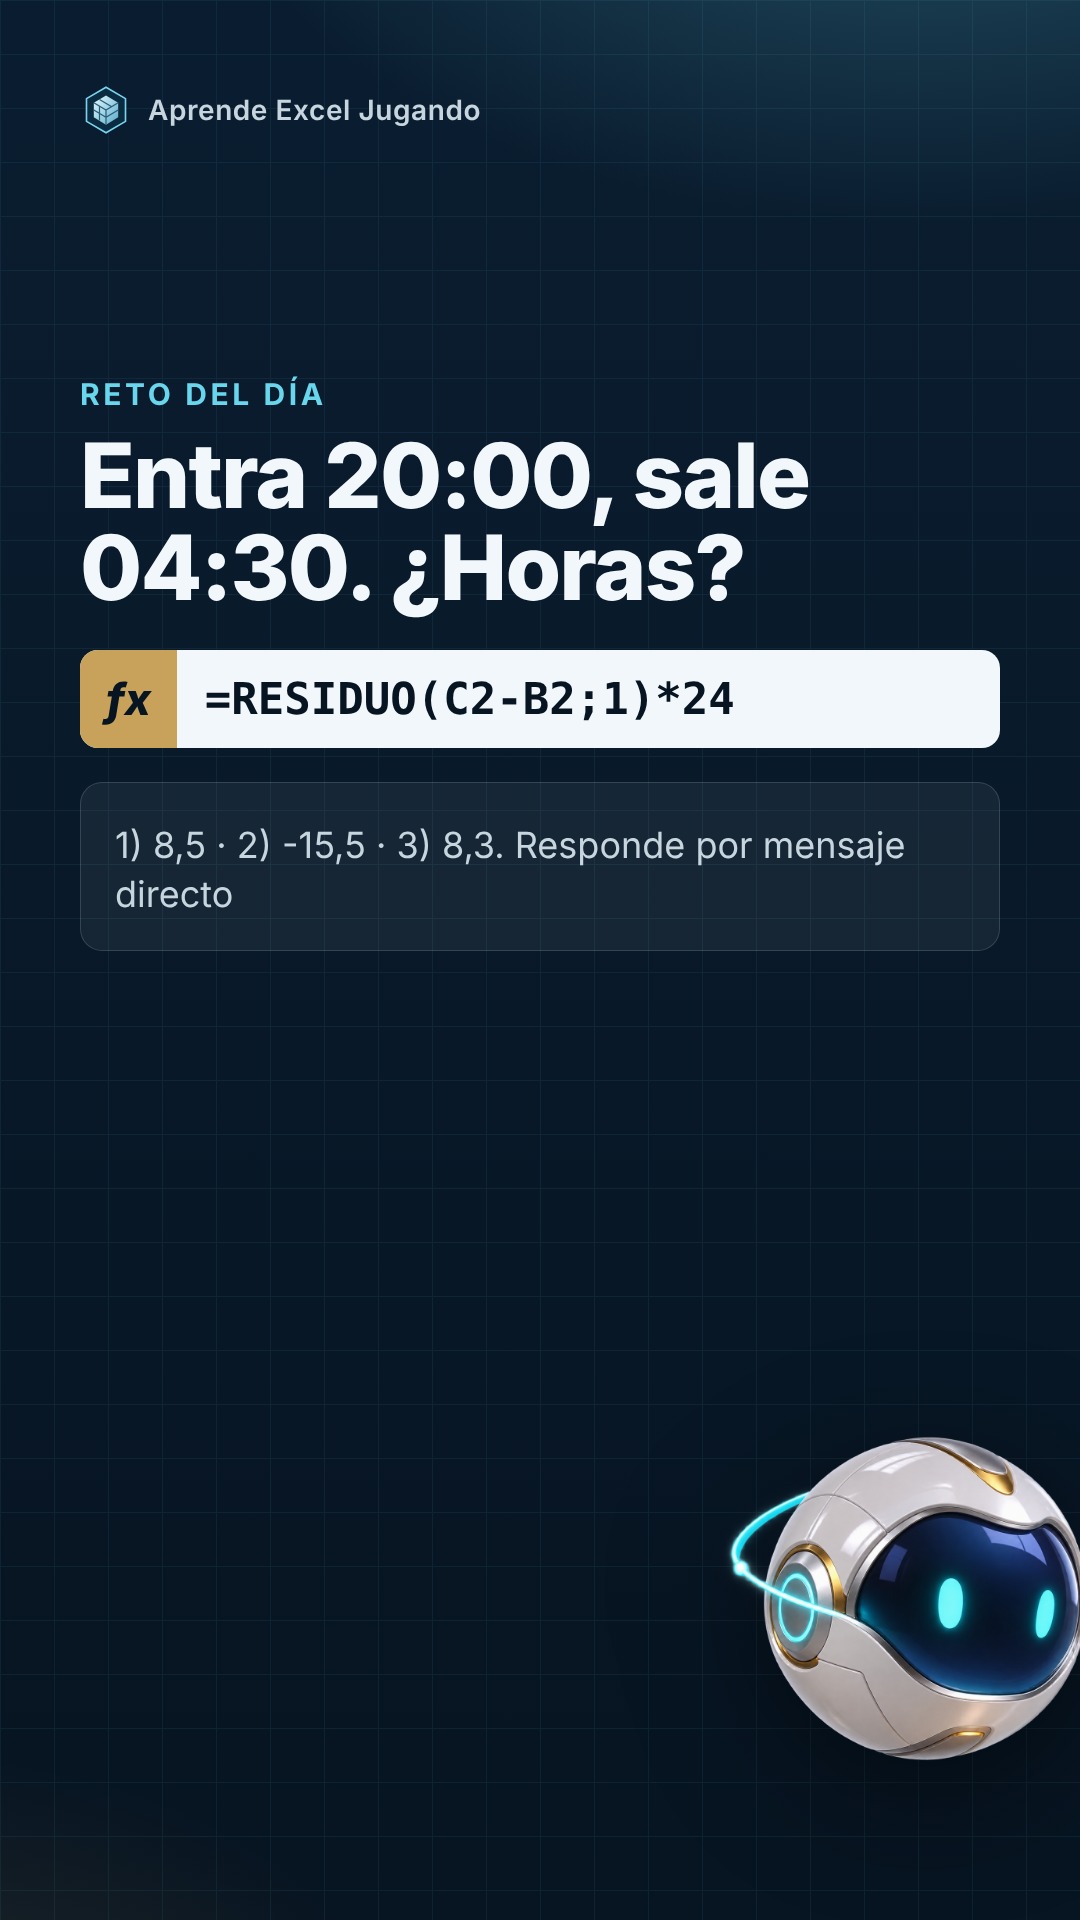 Aprende Excel Jugando
RETO DEL DÍA
Entra 20:00, sale
04:30. ¿Horas?
fx =RESIDUO(C2-B2;1)*24
1) 8,5 · 2) -15,5 · 3) 8,3. Responde por mensaje
directo